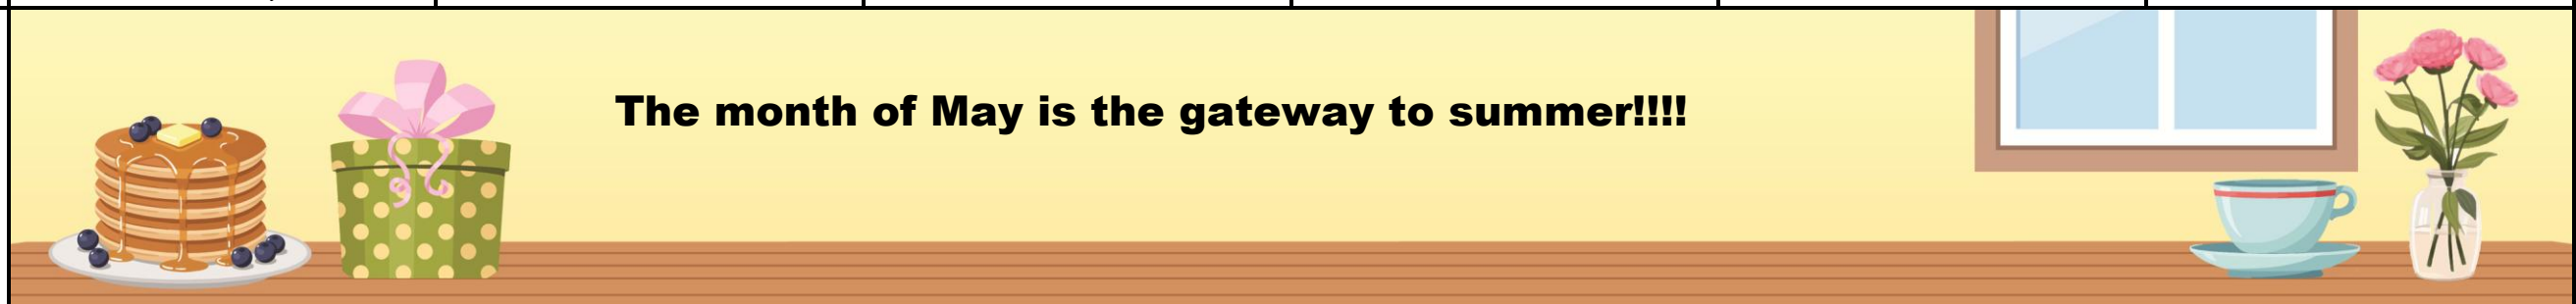 The month of May is the gateway to summer!!!!